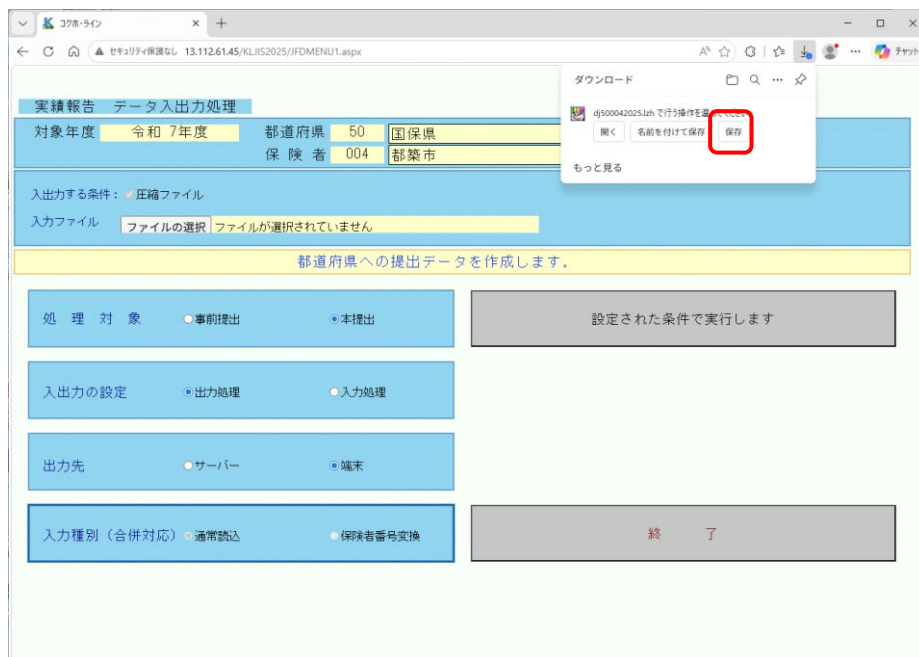 コクホ・ライン
セキュリティ保護なし 13.112.61.45/KLJIS2025/JFDMENU1.aspx
チャット
ダウンロード
dj500042025.lzh で行う操作を選
開く 名前を付けて保存 保存
もっと見る
実績報告 データ入出力処理
対象年度 令和 7年度 都道府県 50 国保県
保険者 004 都築市
入出力する条件: 圧縮ファイル
入力ファイル ファイルの選択 ファイルが選択されていません
都道府県への提出データを作成します。
処理対象 事前提出 本提出 設定された条件で実行します
入出力の設定 出力処理 入力処理
出力先 サーバー 端末
入力種別(合併対応) 通常読込 保険者番号変換 終了